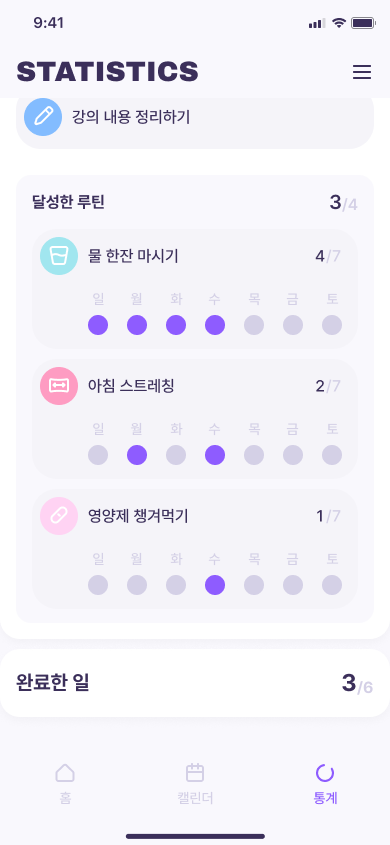 9:41
STATISTICS
강의 내용 정리하기
달성한 루틴 3/4
물 한잔 마시기 4/7
일 월 화 수 목 금 토
아침 스트레칭 2/7
일 월 화 수 목 금 토
영양제 챙겨먹기 1/7
일 월 화 수 목 금 토
완료한 일 3/6
홈 캘린더 통계